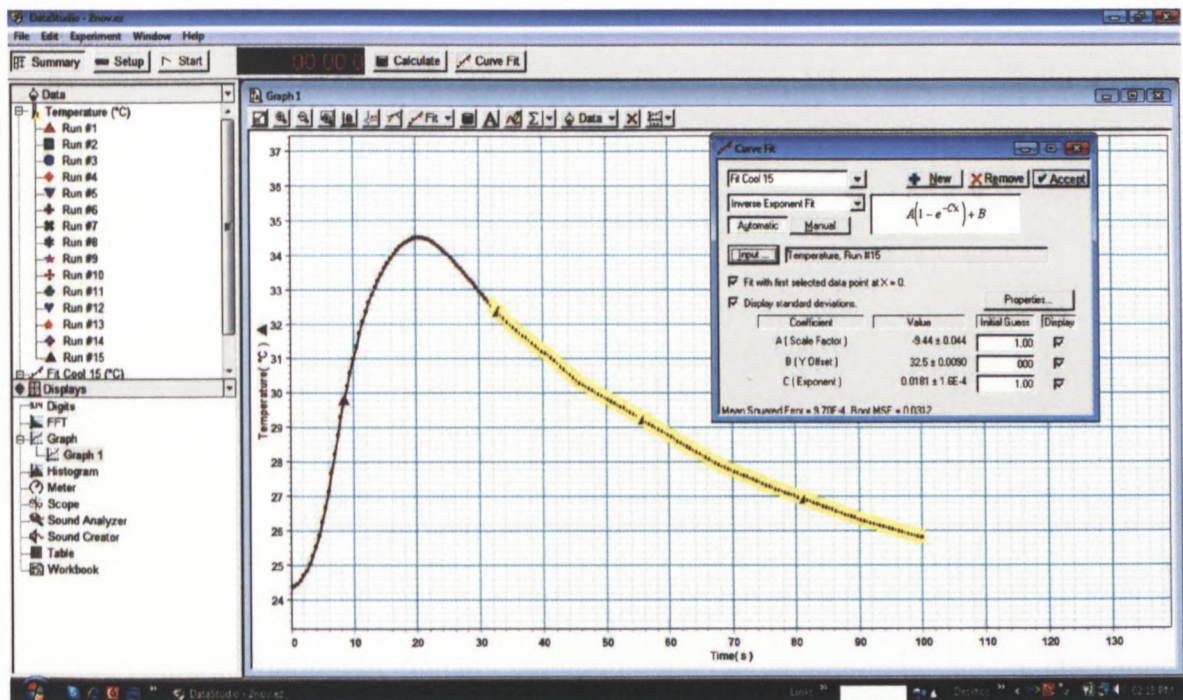 DataStudio - 2nov.ez
File Edit Experiment Window Help
Summary Setup Start Calculate Curve Fit
Data
Temperature (°C)
Run #1
Run #2
Run #3
Run #4
Run #5
Run #6
Run #7
Run #8
Run #9
Run #10
Run #11
Run #12
Run #13
Run #14
Run #15
Fit Cool 15 (°C)
Displays
Digits
FFT
Graph
Graph 1
Histogram
Meter
Scope
Sound Analyzer
Sound Creator
Table
Workbook
Graph 1
Fit A Σ Data
37
36
35
34
33
32
31
30
29
28
27
26
25
24
Temperature( °C)
0 10 20 30 40 50 60 70 80 90 100 110 120 130
Time( s )
Curve Fit
Fit Cool 15 New Remove Accept
Inverse Exponent Fit
A(1 - e^-Cx) + B
Automatic Manual
Input ... Temperature, Run #15
Fit with first selected data point at X = 0.
Display standard deviations. Properties...
Coefficient Value Initial Guess Display
A ( Scale Factor ) -9.44 ± 0.044 1.00
B ( Y Offset ) 32.5 ± 0.0090 000
C ( Exponent ) 0.0181 ± 1.6E-4 1.00
Mean Squared Error = 9.70E-4, Root MSE = 0.0312
DataStudio - 2nov.ez Links Desktop 02:15 PM